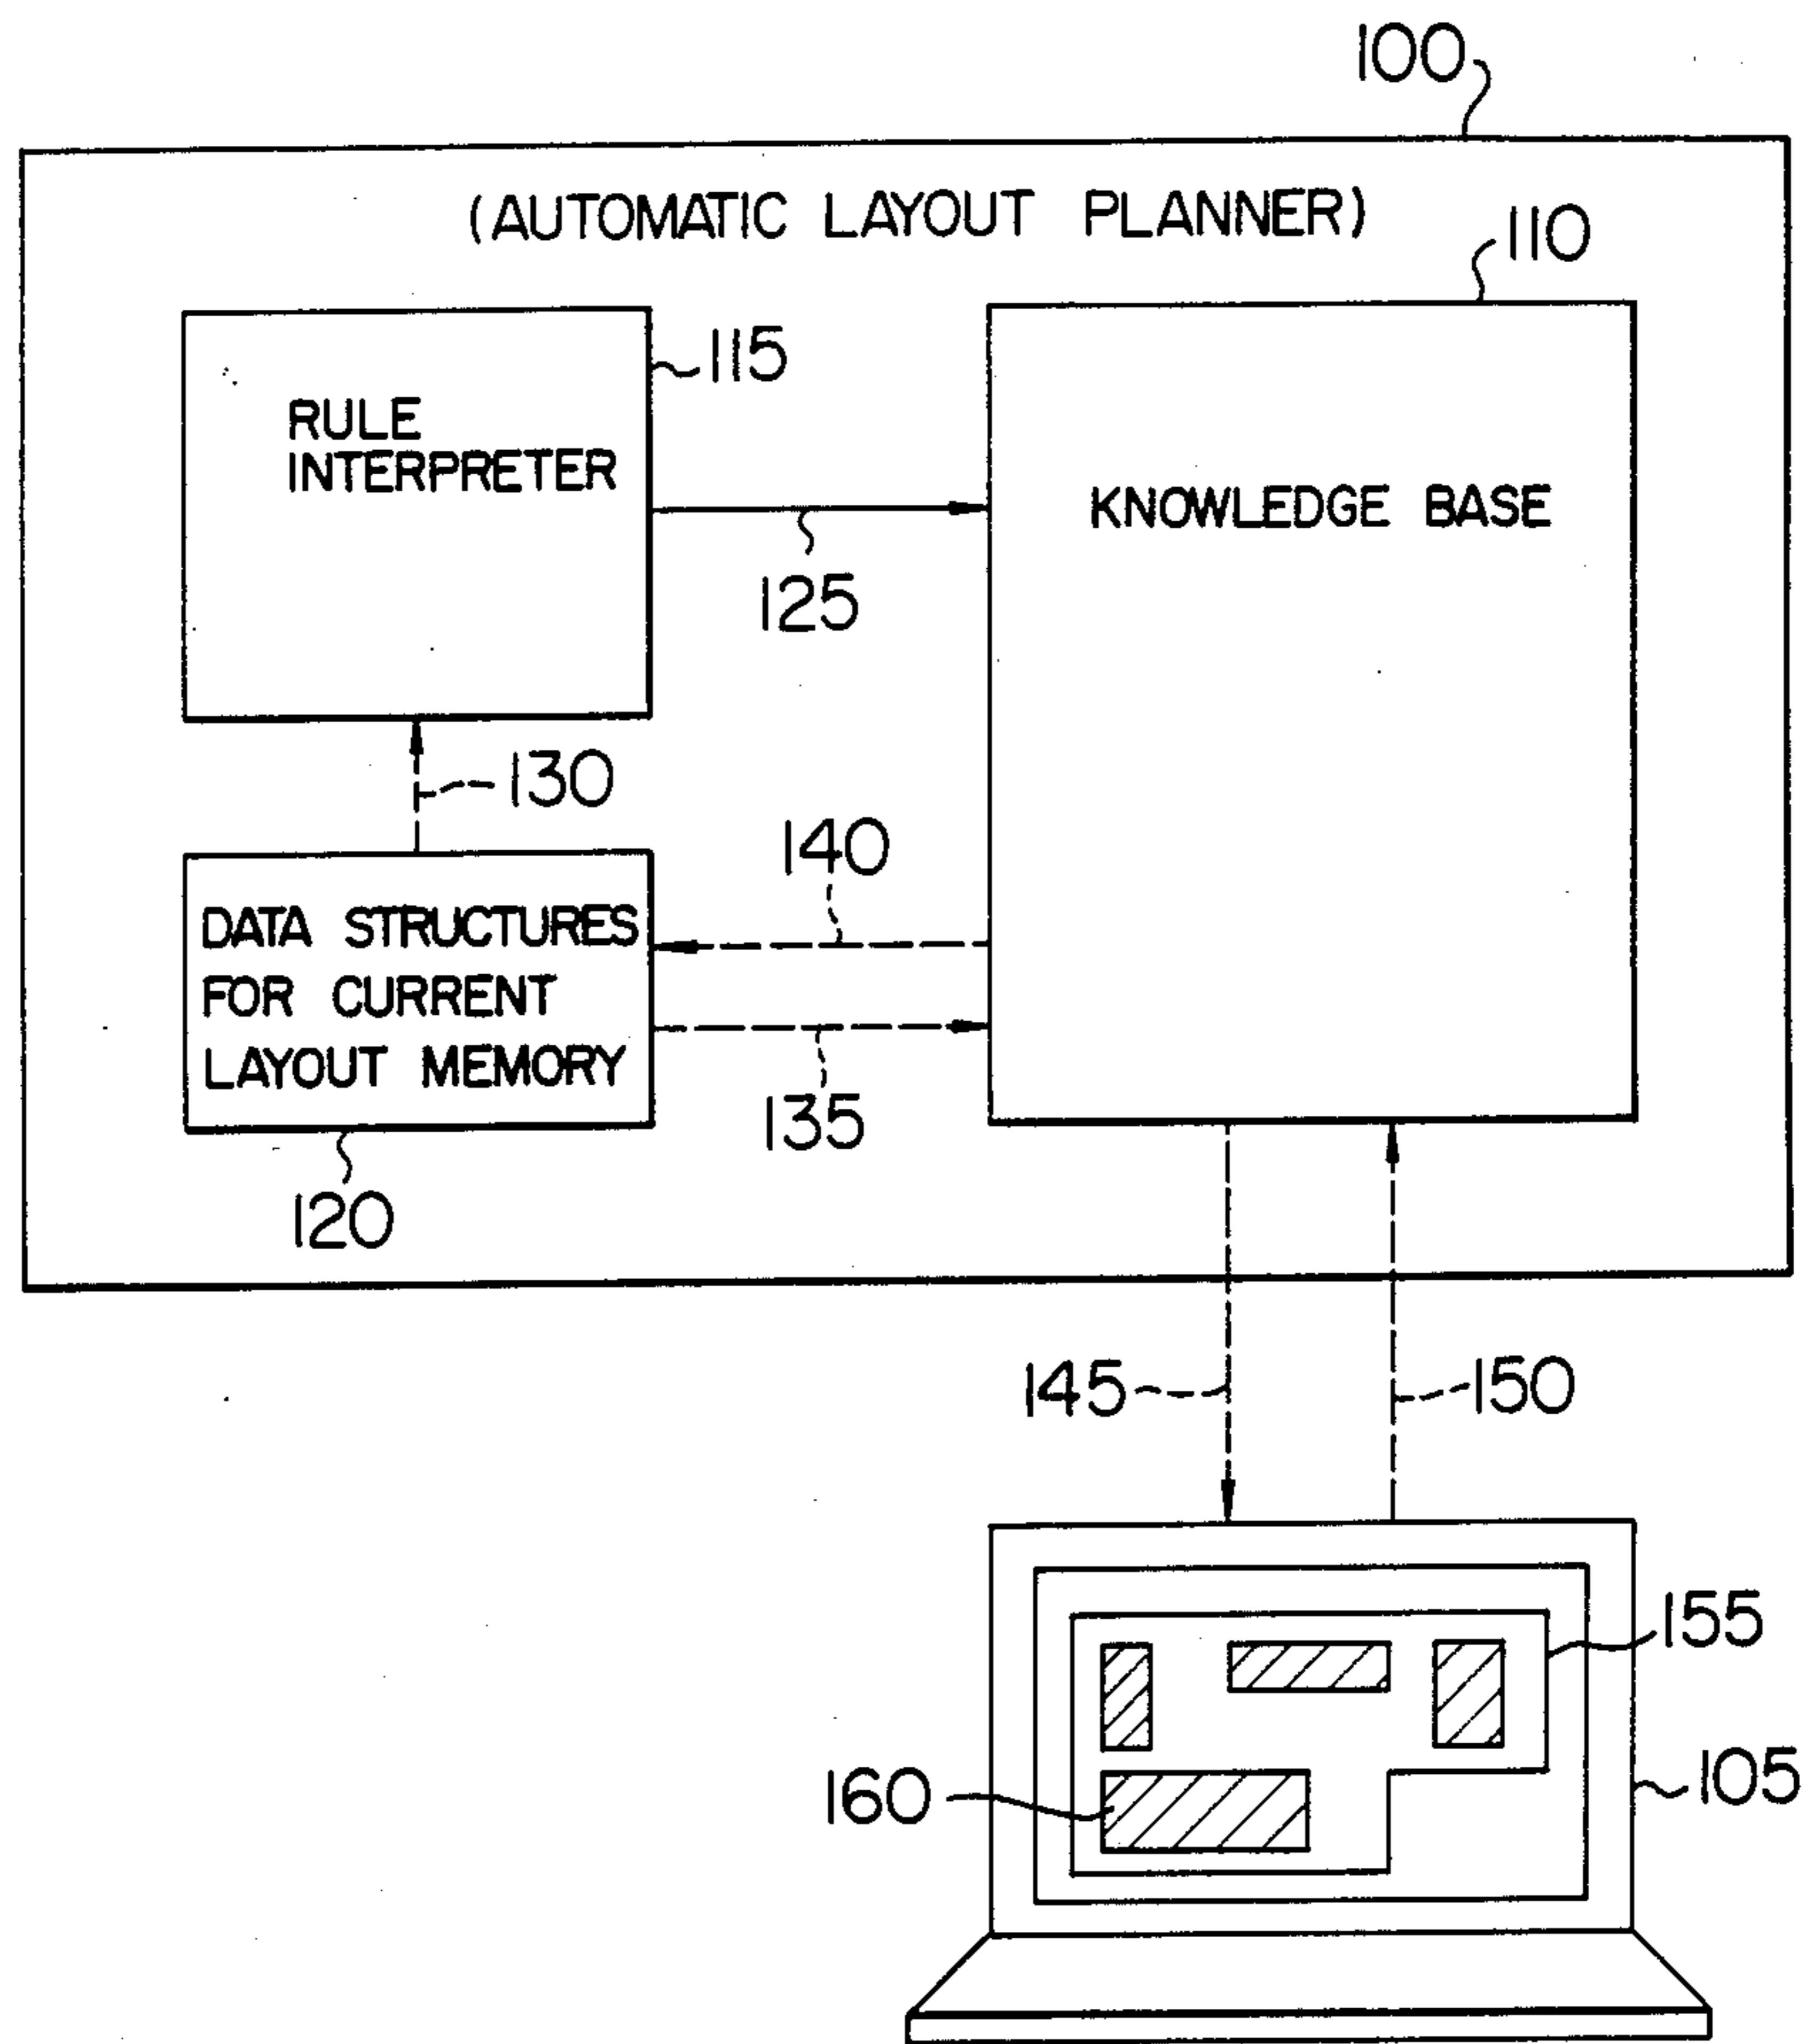 100
(AUTOMATIC LAYOUT PLANNER)
110
115
RULE
INTERPRETER
KNOWLEDGE BASE
125
130
140
DATA STRUCTURES
FOR CURRENT
LAYOUT MEMORY
135
120
145
150
155
160
105